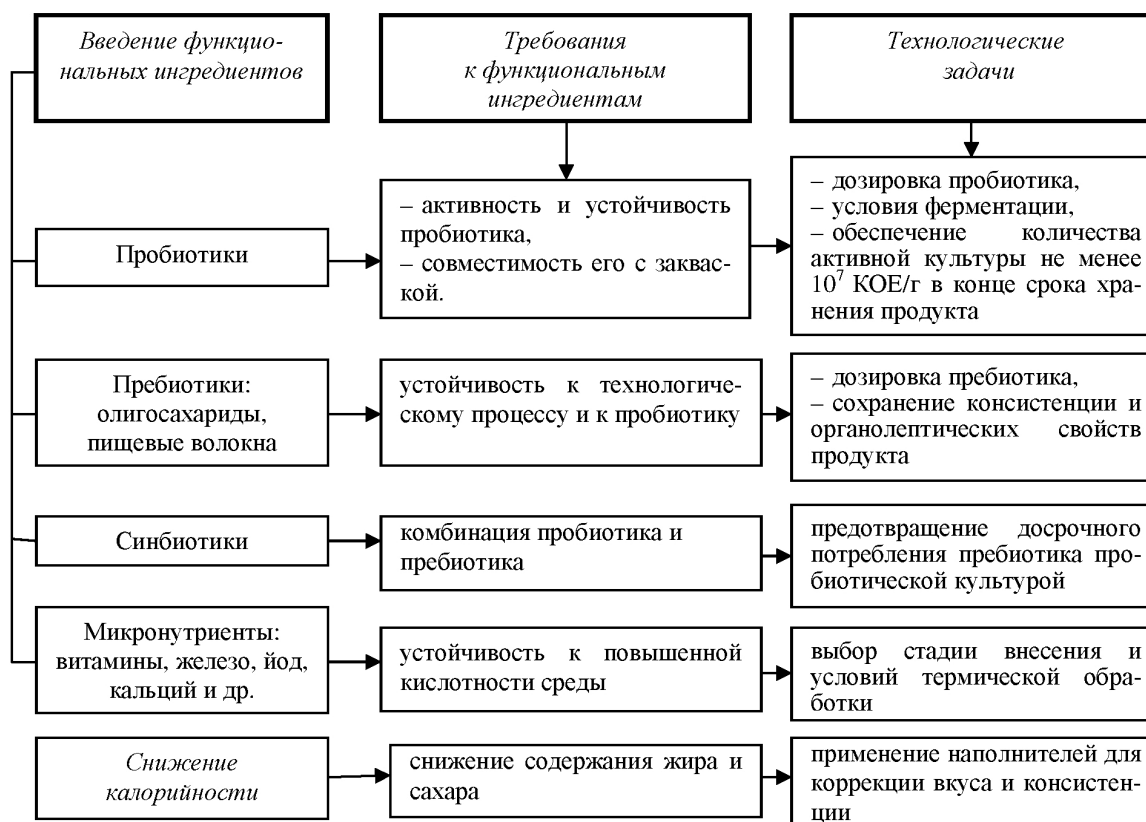 Введение функцио-
нальных ингредиентов
Требования
к функциональным
ингредиентам
Технологические
задачи
Пробиотики
– активность и устойчивость
пробиотика,
– совместимость его с заквас-
кой.
– дозировка пробиотика,
– условия ферментации,
– обеспечение количества
активной культуры не менее
10⁷ КОЕ/г в конце срока хра-
нения продукта
Пребиотики:
олигосахариды,
пищевые волокна
устойчивость к технологиче-
скому процессу и к пробиотику
– дозировка пребиотика,
– сохранение консистенции и
органолептических свойств
продукта
Синбиотики
комбинация пробиотика и
пребиотика
предотвращение досрочного
потребления пребиотика про-
биотической культурой
Микронутриенты:
витамины, железо, йод,
кальций и др.
устойчивость к повышенной
кислотности среды
выбор стадии внесения и
условий термической обра-
ботки
Снижение
калорийности
снижение содержания жира и
сахара
применение наполнителей для
коррекции вкуса и консистен-
ции